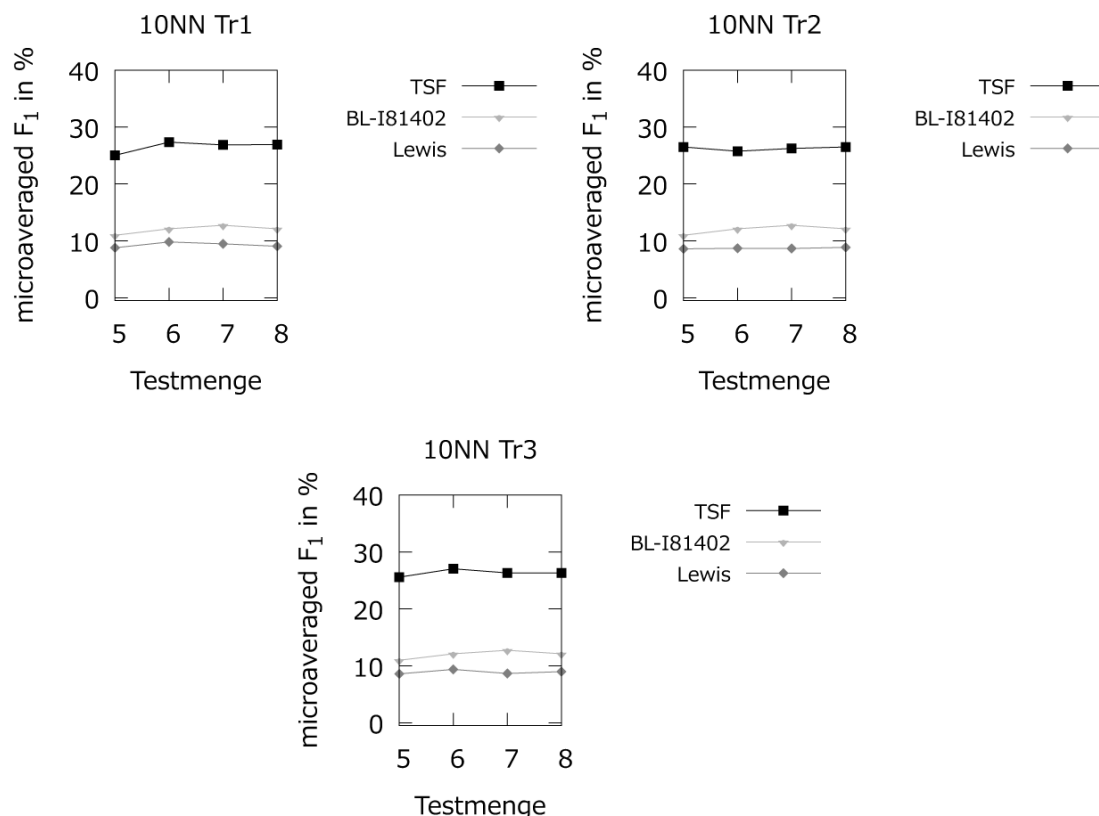 10NN Tr1
microaveraged F₁ in %
40
30
20
10
0
5 6 7 8
Testmenge
TSF
BL-I81402
Lewis
10NN Tr2
microaveraged F₁ in %
40
30
20
10
0
5 6 7 8
Testmenge
TSF
BL-I81402
Lewis
10NN Tr3
microaveraged F₁ in %
40
30
20
10
0
5 6 7 8
Testmenge
TSF
BL-I81402
Lewis